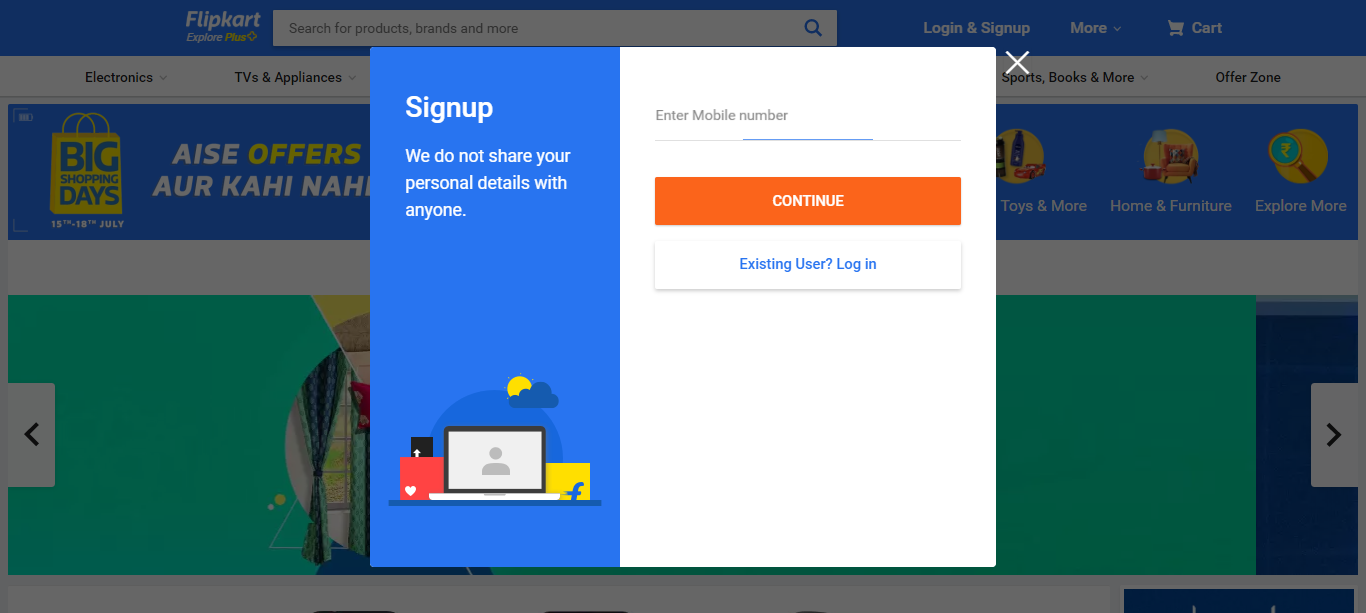 Flipkart
Explore Plus
Search for products, brands and more
Login & Signup
More
Cart
Electronics
TVs & Appliances
Sports, Books & More
Offer Zone
BIG
SHOPPING
DAYS
15TH-18TH JULY
AISE OFFERS
AUR KAHI NAHI
Toys & More
Home & Furniture
Explore More
Signup
We do not share your
personal details with
anyone.
Enter Mobile number
CONTINUE
Existing User? Log in